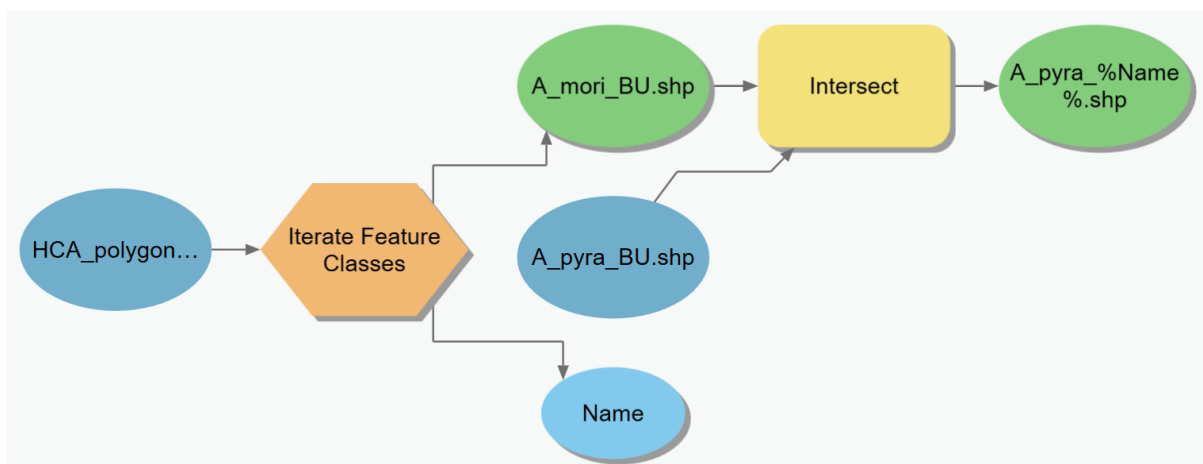 A_mori_BU.shp
Intersect
A_pyra_%Name
%.shp
HCA_polygon…
Iterate Feature
Classes
A_pyra_BU.shp
Name